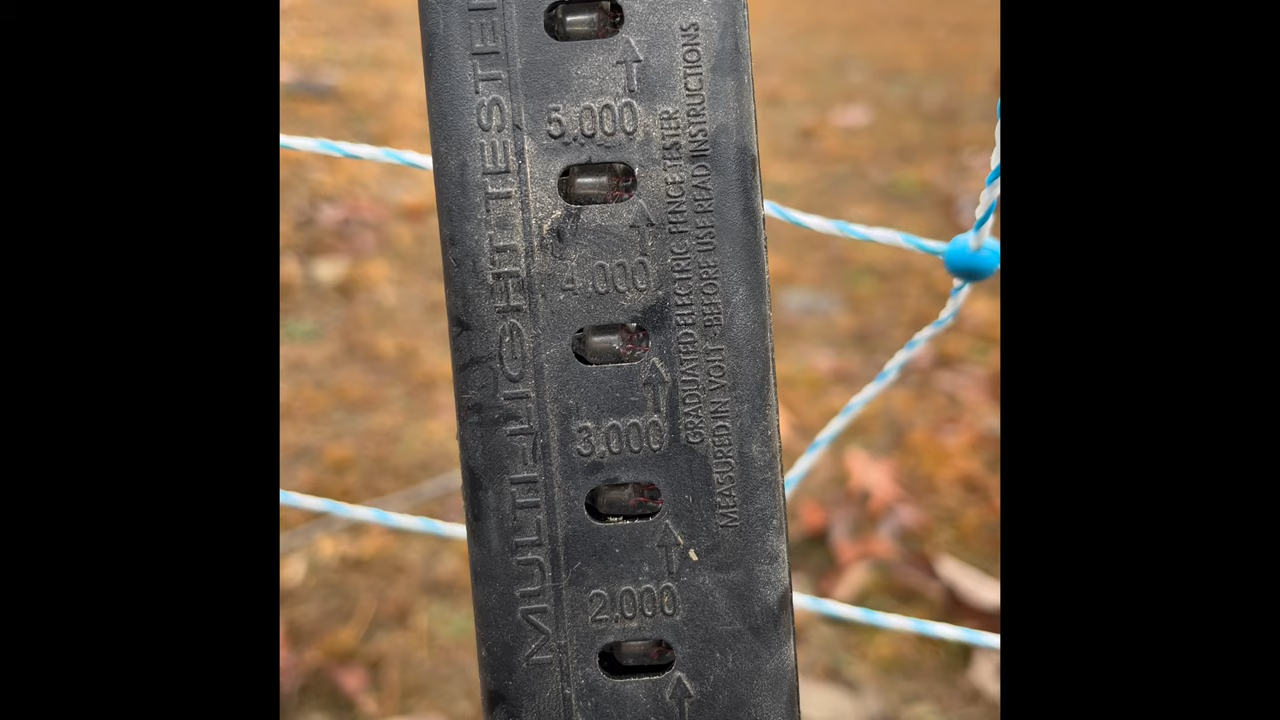 MULTI-LIGHT TESTER
5.000
4.000
3.000
2.000
GRADUATED ELECTRIC FENCE TESTER
MEASURED IN VOLT - BEFORE USE READ INSTRUCTIONS